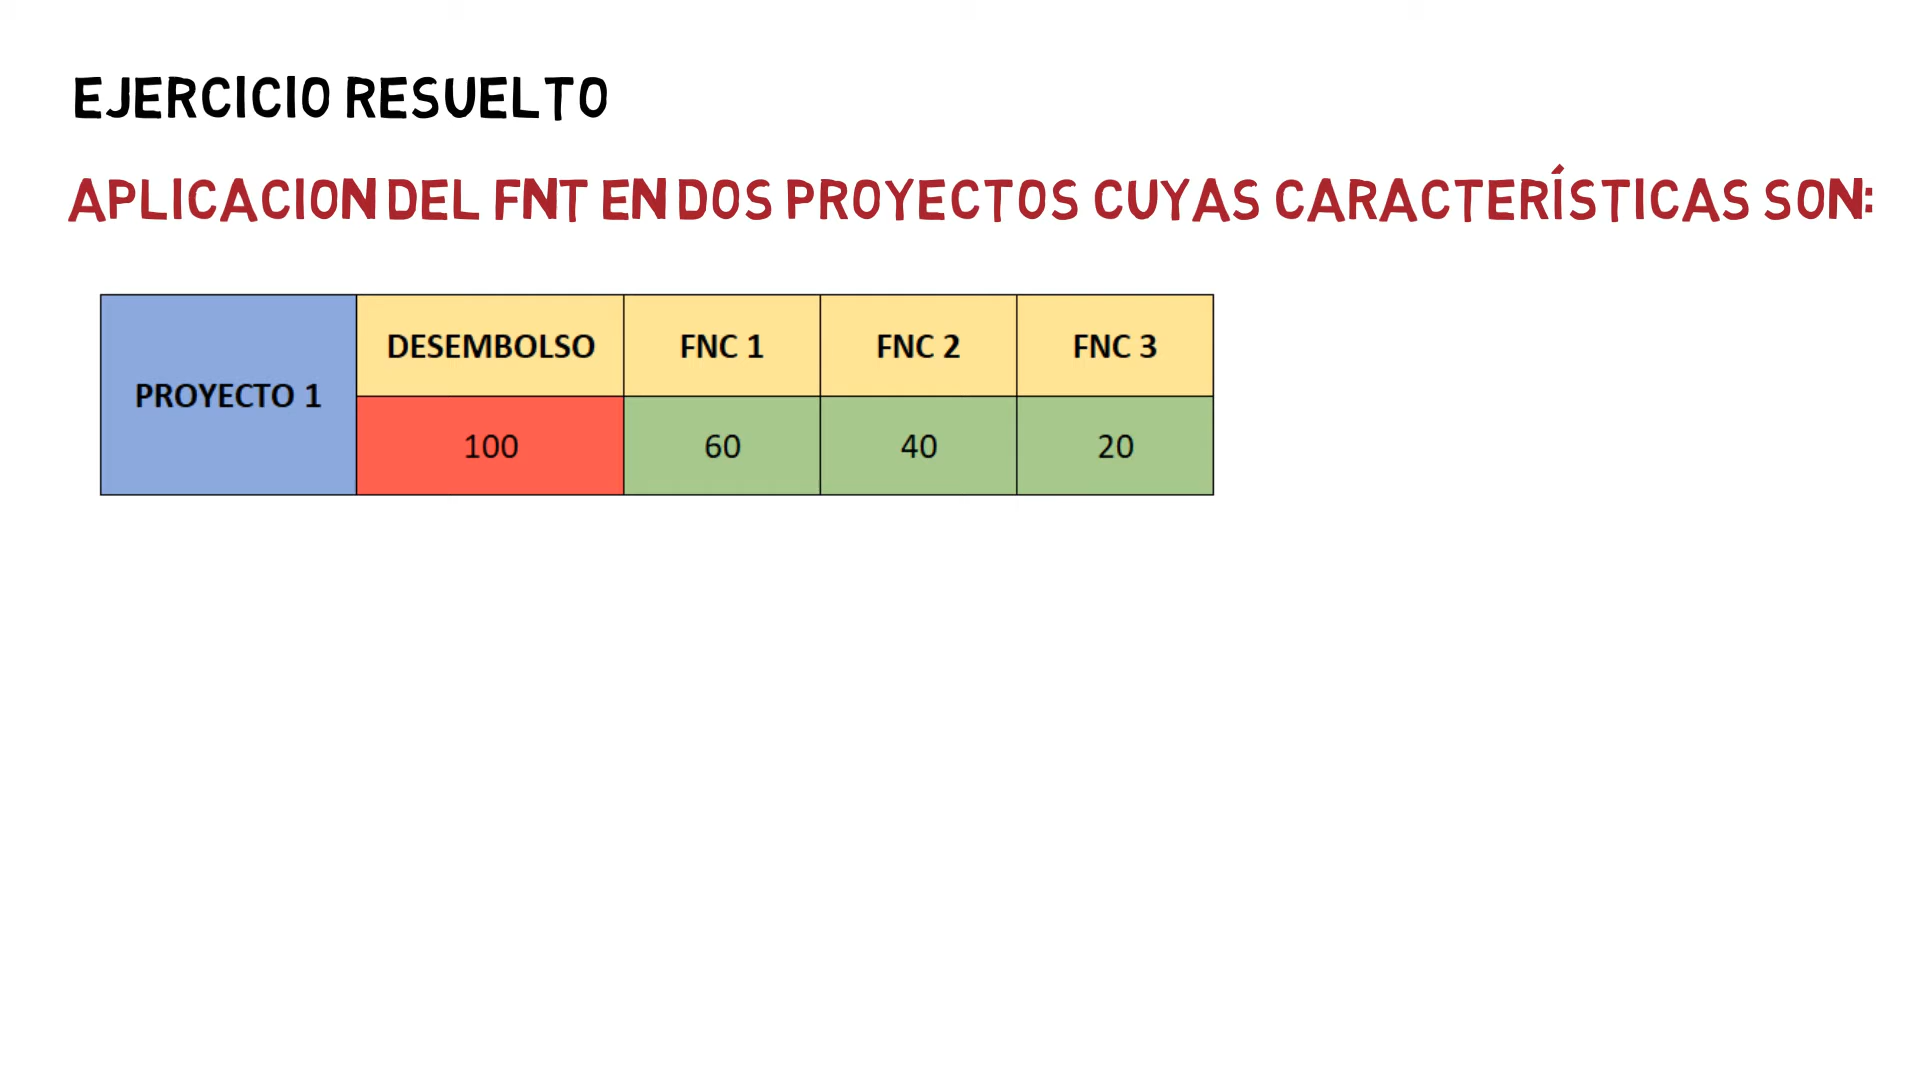 EJERCICIO RESUELTO
APLICACION DEL FNT EN DOS PROYECTOS CUYAS CARACTERÍSTICAS SON:
PROYECTO 1
DESEMBOLSO FNC 1 FNC 2 FNC 3
100 60 40 20